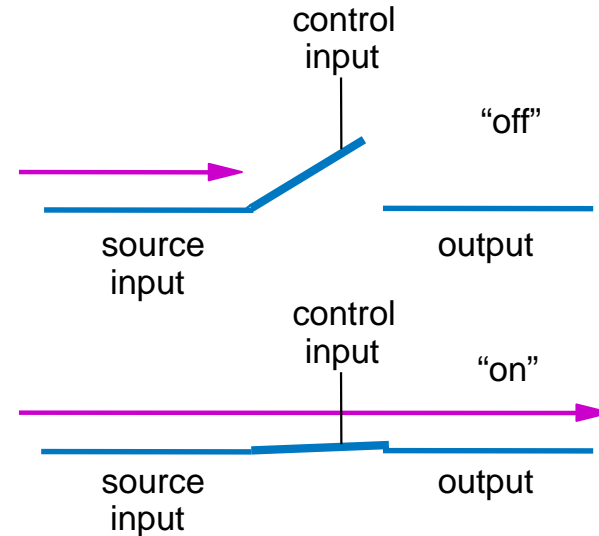 control
input
“off”
source
input
output
control
input
“on”
source
input
output